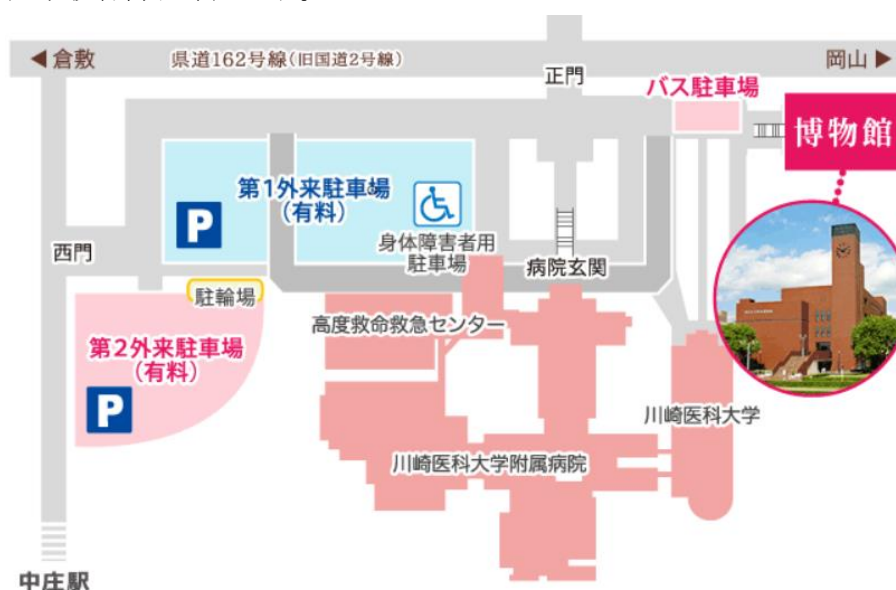 ◀倉敷
県道162号線(旧国道2号線)
岡山▶
正門
バス駐車場
博物館
第1外来駐車場
(有料)
P
身体障害者用
駐車場
西門
病院玄関
駐輪場
高度救命救急センター
第2外来駐車場
(有料)
P
川崎医科大学
川崎医科大学附属病院
中庄駅